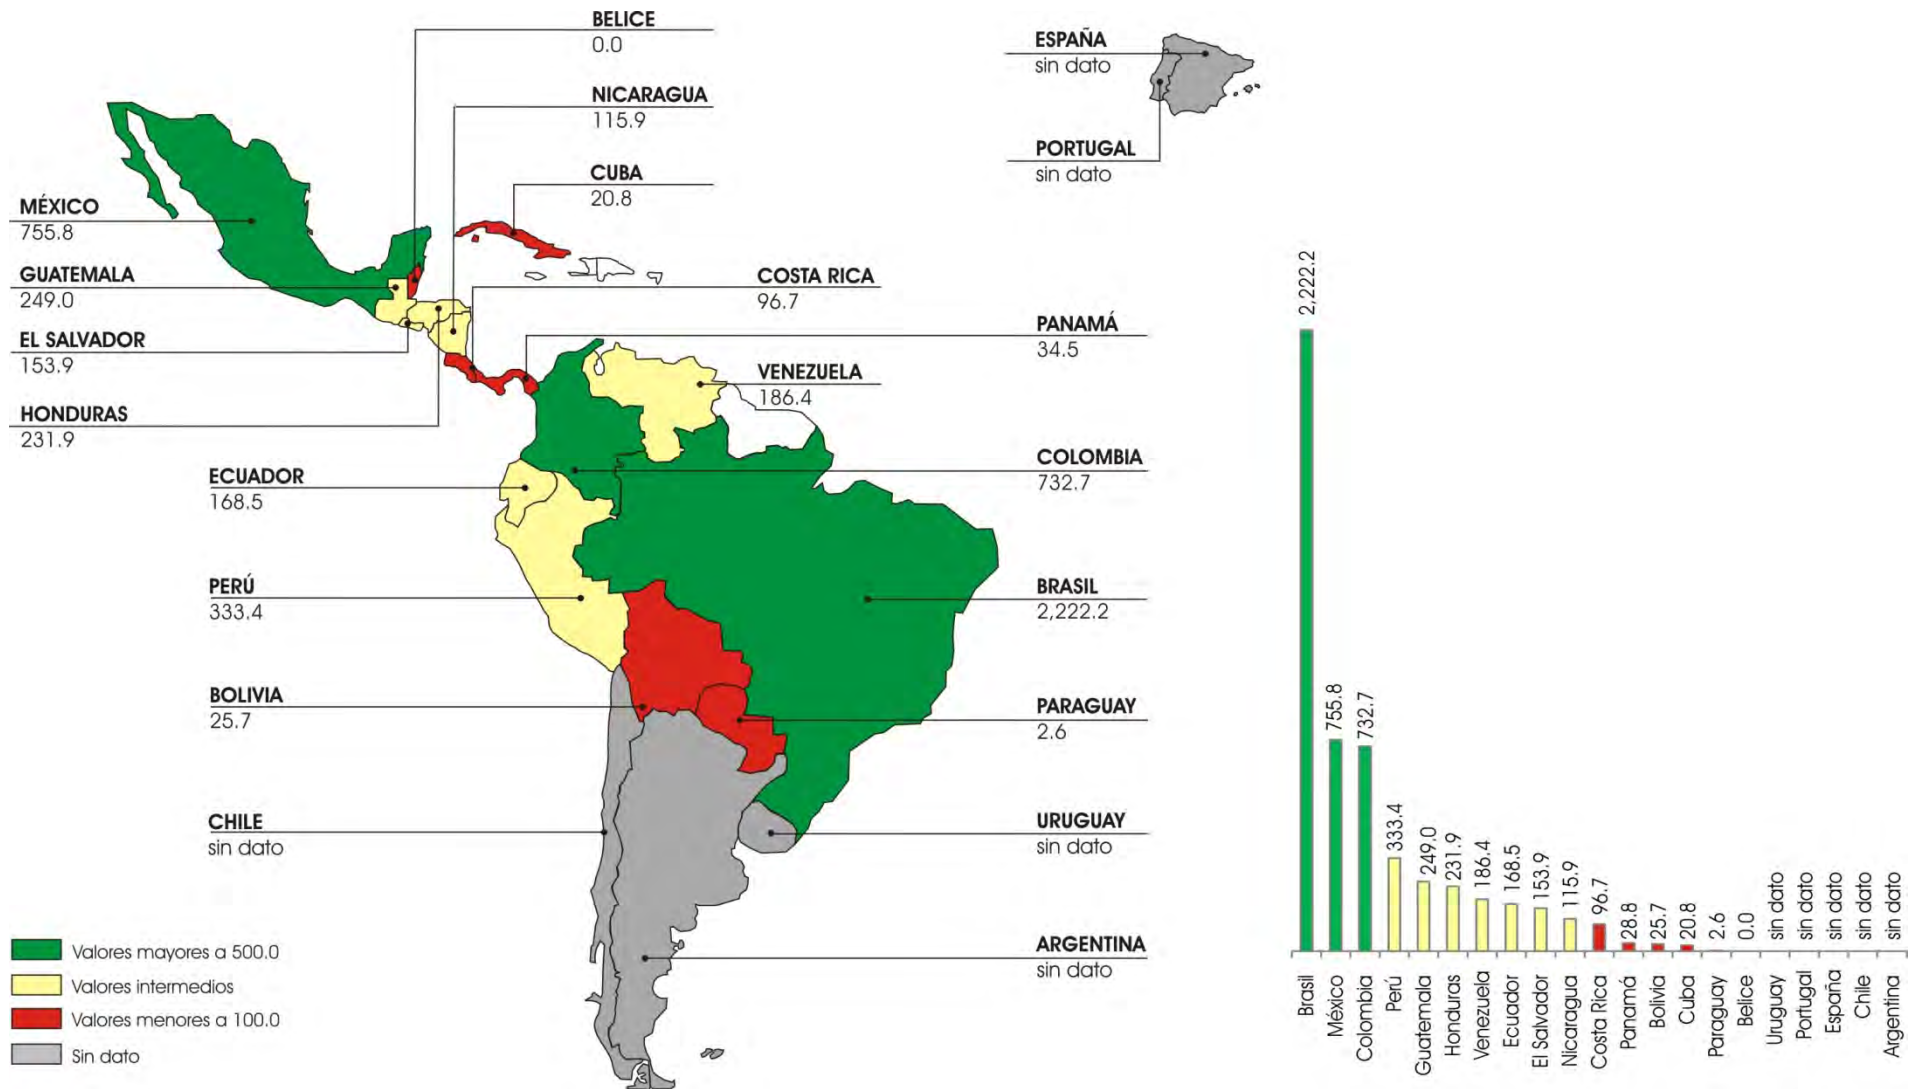 BELICE
0.0
NICARAGUA
115.9
CUBA
20.8
ESPAÑA
sin dato
PORTUGAL
sin dato
MÉXICO
755.8
GUATEMALA
249.0
EL SALVADOR
153.9
HONDURAS
231.9
COSTA RICA
96.7
PANAMÁ
34.5
VENEZUELA
186.4
COLOMBIA
732.7
ECUADOR
168.5
PERÚ
333.4
BRASIL
2,222.2
BOLIVIA
25.7
PARAGUAY
2.6
CHILE
sin dato
URUGUAY
sin dato
ARGENTINA
sin dato
Valores mayores a 500.0
Valores intermedios
Valores menores a 100.0
Sin dato
2,222.2
755.8
732.7
333.4
249.0
231.9
186.4
168.5
153.9
115.9
96.7
28.8
25.7
20.8
2.6
0.0
sin dato
sin dato
sin dato
sin dato
sin dato
Brasil
México
Colombia
Perú
Guatemala
Honduras
Venezuela
Ecuador
El Salvador
Nicaragua
Costa Rica
Panamá
Bolivia
Cuba
Paraguay
Belice
Uruguay
Portugal
España
Chile
Argentina